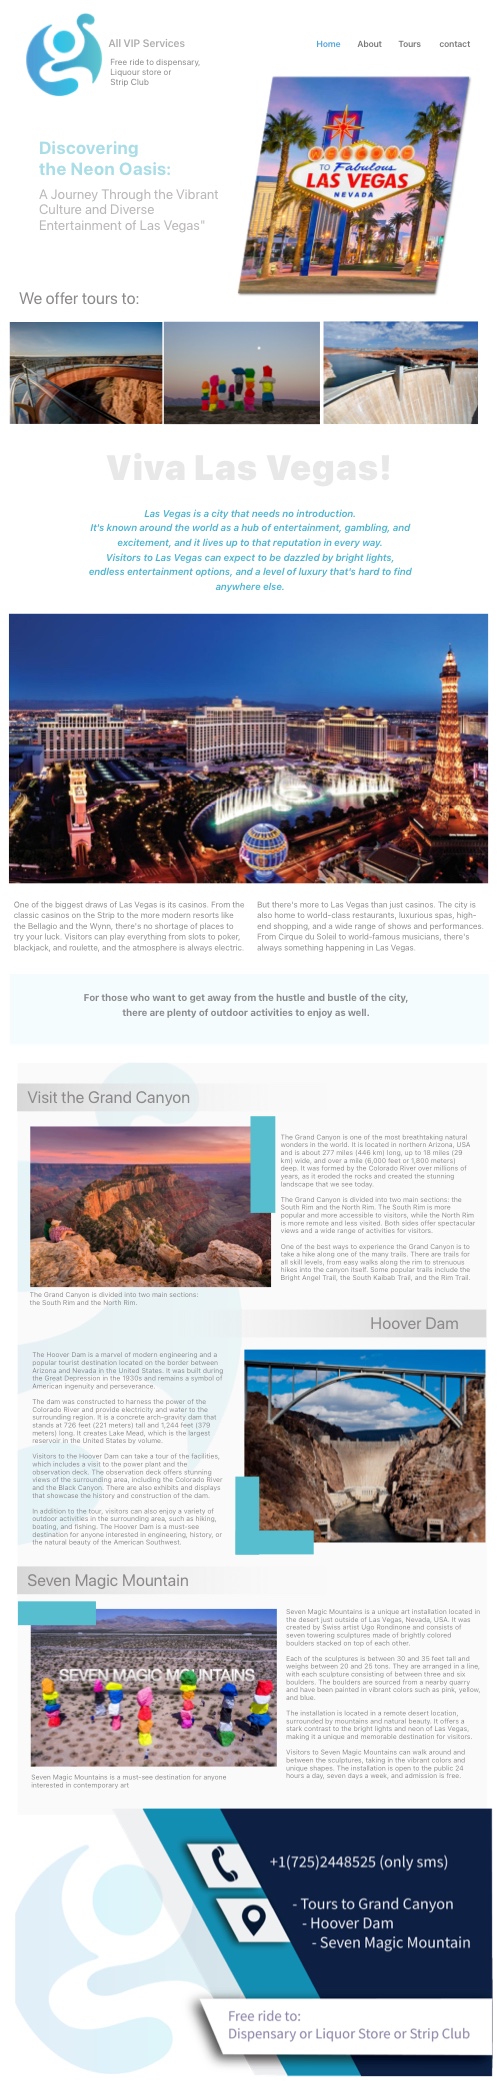 All VIP Services
Free ride to dispensary,
Liquour store or
Strip Club
Home About Tours contact
WELCOME
TO Fabulous
LAS VEGAS
NEVADA
Discovering
the Neon Oasis:
A Journey Through the Vibrant
Culture and Diverse
Entertainment of Las Vegas"
We offer tours to:
Viva Las Vegas!
Las Vegas is a city that needs no introduction.
It's known around the world as a hub of entertainment, gambling, and
excitement, and it lives up to that reputation in every way.
Visitors to Las Vegas can expect to be dazzled by bright lights,
endless entertainment options, and a level of luxury that's hard to find
anywhere else.
One of the biggest draws of Las Vegas is its casinos. From the
classic casinos on the Strip to the more modern resorts like
the Bellagio and the Wynn, there's no shortage of places to
try your luck. Visitors can play everything from slots to poker,
blackjack, and roulette, and the atmosphere is always electric.
But there's more to Las Vegas than just casinos. The city is
also home to world-class restaurants, luxurious spas, high-
end shopping, and a wide range of shows and performances.
From Cirque du Soleil to world-famous musicians, there's
always something happening in Las Vegas.
For those who want to get away from the hustle and bustle of the city,
there are plenty of outdoor activities to enjoy as well.
Visit the Grand Canyon
The Grand Canyon is one of the most breathtaking natural
wonders in the world. It is located in northern Arizona, USA
and is about 277 miles (446 km) long, up to 18 miles (29
km) wide, and over a mile (6,000 feet or 1,800 meters)
deep. It was formed by the Colorado River over millions of
years, as it eroded the rocks and created the stunning
landscape that we see today.
The Grand Canyon is divided into two main sections: the
South Rim and the North Rim. The South Rim is more
popular and more accessible to visitors, while the North Rim
is more remote and less visited. Both sides offer spectacular
views and a wide range of activities for visitors.
One of the best ways to experience the Grand Canyon is to
take a hike along one of the many trails. There are trails for
all skill levels, from easy walks along the rim to strenuous
hikes into the canyon itself. Some popular trails include the
Bright Angel Trail, the South Kaibab Trail, and the Rim Trail.
The Grand Canyon is divided into two main sections:
the South Rim and the North Rim.
Hoover Dam
The Hoover Dam is a marvel of modern engineering and a
popular tourist destination located on the border between
Arizona and Nevada in the United States. It was built during
the Great Depression in the 1930s and remains a symbol of
American ingenuity and perseverance.
The dam was constructed to harness the power of the
Colorado River and provide electricity and water to the
surrounding region. It is a concrete arch-gravity dam that
stands at 726 feet (221 meters) tall and 1,244 feet (379
meters) long. It creates Lake Mead, which is the largest
reservoir in the United States by volume.
Visitors to the Hoover Dam can take a tour of the facilities,
which includes a visit to the power plant and the
observation deck. The observation deck offers stunning
views of the surrounding area, including the Colorado River
and the Black Canyon. There are also exhibits and displays
that showcase the history and construction of the dam.
In addition to the tour, visitors can also enjoy a variety of
outdoor activities in the surrounding area, such as hiking,
boating, and fishing. The Hoover Dam is a must-see
destination for anyone interested in engineering, history, or
the natural beauty of the American Southwest.
Seven Magic Mountain
SEVEN MAGIC MOUNTAINS
Seven Magic Mountains is a must-see destination for anyone
interested in contemporary art
Seven Magic Mountains is a unique art installation located in
the desert just outside of Las Vegas, Nevada, USA. It was
created by Swiss artist Ugo Rondinone and consists of
seven towering sculptures made of brightly colored
boulders stacked on top of each other.
Each of the sculptures is between 30 and 35 feet tall and
weighs between 20 and 25 tons. They are arranged in a line,
with each sculpture consisting of between three and six
boulders. The boulders are sourced from a nearby quarry
and have been painted in vibrant colors such as pink, yellow,
and blue.
The installation is located in a remote desert location,
surrounded by mountains and natural beauty. It offers a
stark contrast to the bright lights and neon of Las Vegas,
making it a unique and memorable destination for visitors.
Visitors to Seven Magic Mountains can walk around and
between the sculptures, taking in the vibrant colors and
unique shapes. The installation is open to the public 24
hours a day, seven days a week, and admission is free.
+1(725)2448525 (only sms)
- Tours to Grand Canyon
- Hoover Dam
- Seven Magic Mountain
Free ride to:
Dispensary or Liquor Store or Strip Club